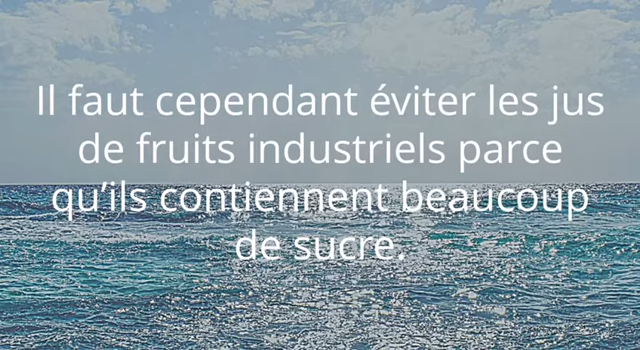 Il faut cependant éviter les jus
de fruits industriels parce
qu’ils contiennent beaucoup
de sucre.